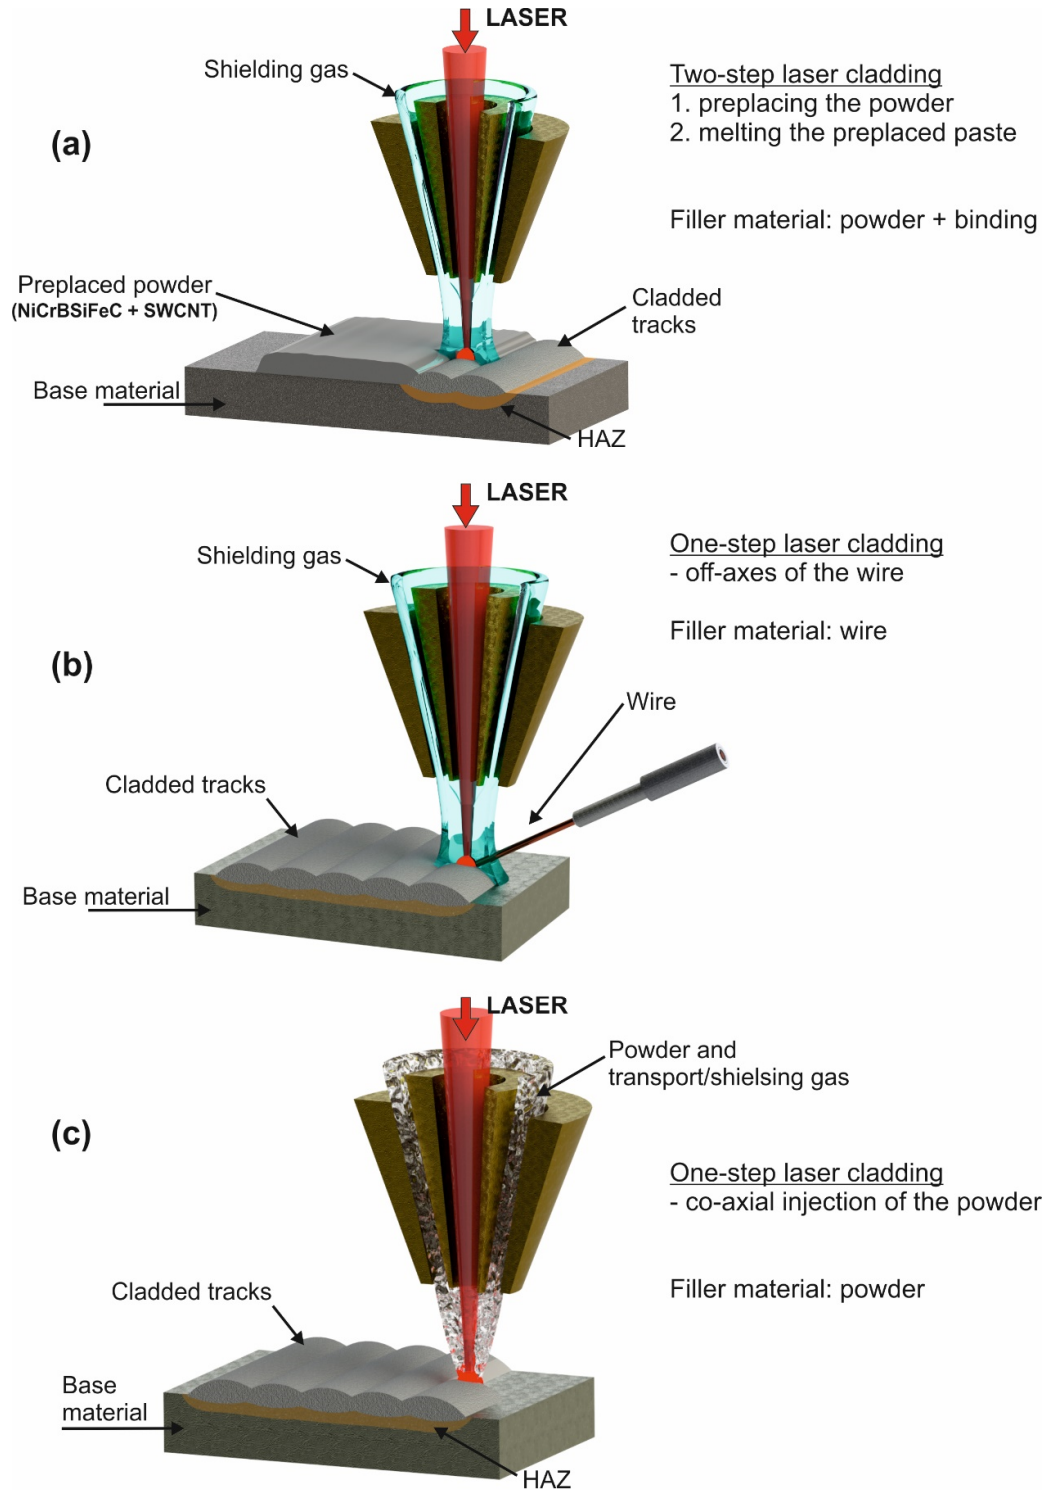 LASER
Shielding gas
Two-step laser cladding
1. preplacing the powder
2. melting the preplaced paste
(a)
Filler material: powder + binding
Preplaced powder
(NiCrBSiFeC + SWCNT)
Cladded
tracks
Base material
HAZ
LASER
Shielding gas
One-step laser cladding
- off-axes of the wire
Filler material: wire
(b)
Wire
Cladded tracks
Base material
LASER
Powder and
transport/shielsing gas
(c)
One-step laser cladding
- co-axial injection of the powder
Filler material: powder
Cladded tracks
Base
material
HAZ